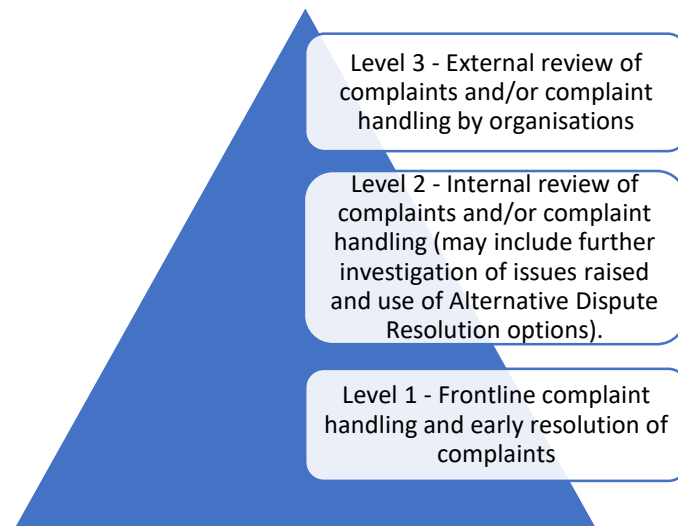 Level 3 - External review of
complaints and/or complaint
handling by organisations
Level 2 - Internal review of
complaints and/or complaint
handling (may include further
investigation of issues raised
and use of Alternative Dispute
Resolution options).
Level 1 - Frontline complaint
handling and early resolution of
complaints